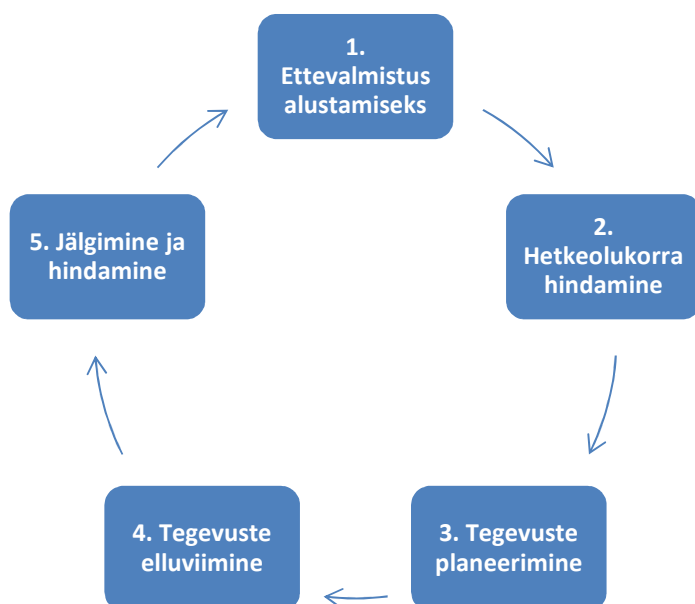 1.
Ettevalmistus
alustamiseks
2.
Hetkeolukorra
hindamine
3. Tegevuste
planeerimine
4. Tegevuste
elluviimine
5. Jälgimine ja
hindamine